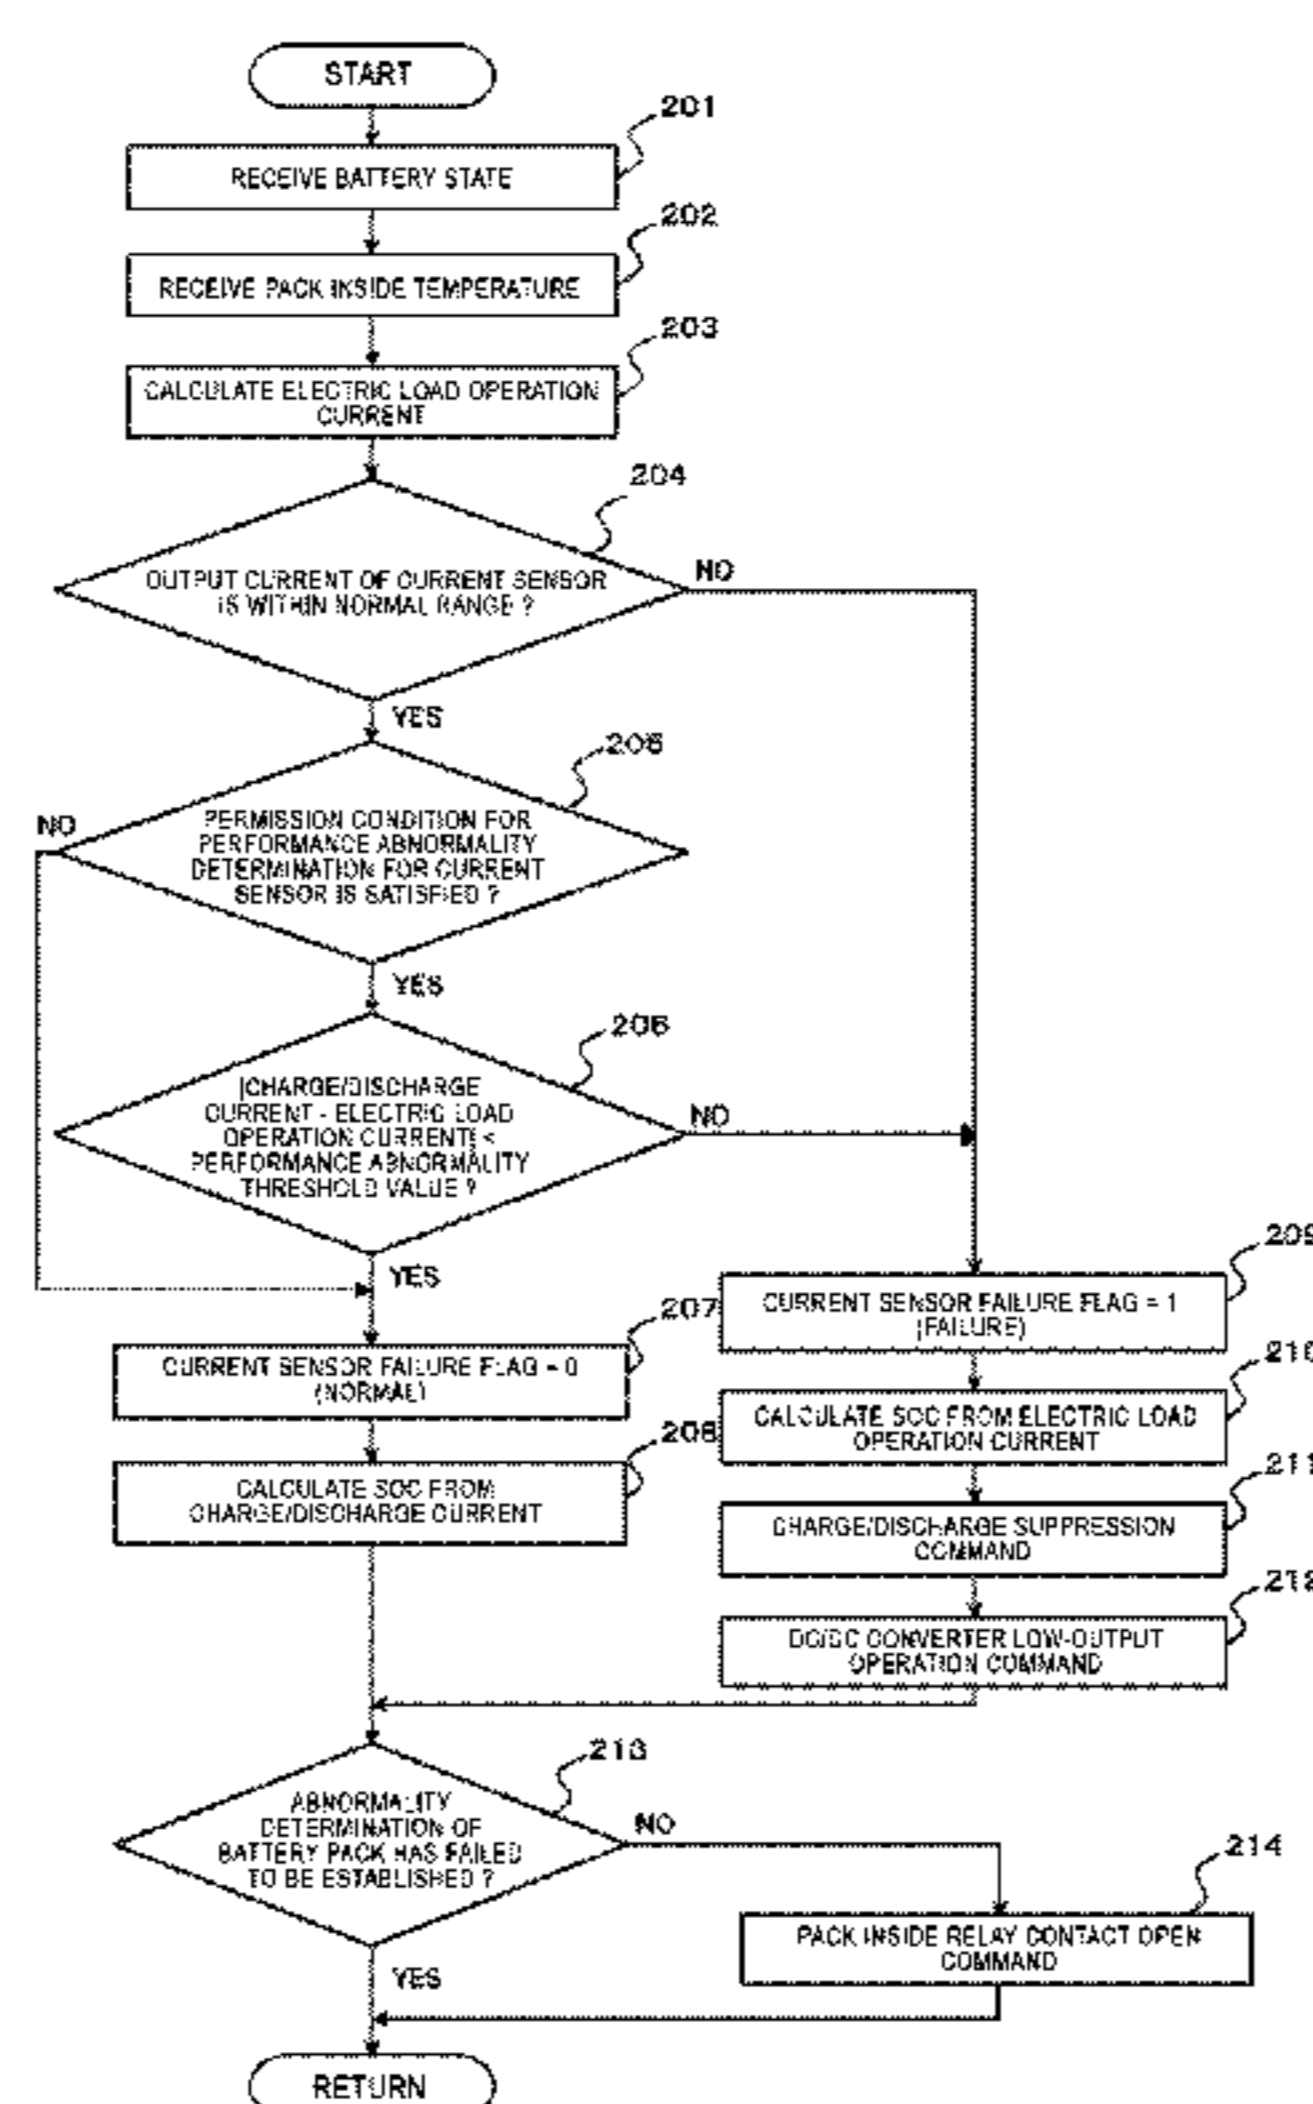 START
201
RECEIVE BATTERY STATE
202
RECEIVE PACK INSIDE TEMPERATURE
203
CALCULATE ELECTRIC LOAD OPERATION
CURRENT
204
OUTPUT CURRENT OF CURRENT SENSOR
IS WITHIN NORMAL RANGE ?
NO
YES
205
PERMISSION CONDITION FOR
PERFORMANCE ABNORMALITY
DETERMINATION FOR CURRENT
SENSOR IS SATISFIED ?
NO
YES
206
|CHARGE/DISCHARGE
CURRENT - ELECTRIC LOAD
OPERATION CURRENT| <
PERFORMANCE ABNORMALITY
THRESHOLD VALUE ?
NO
YES
207
CURRENT SENSOR FAILURE FLAG = 0
(NORMAL)
208
CALCULATE SOC FROM
CHARGE/DISCHARGE CURRENT
209
CURRENT SENSOR FAILURE FLAG = 1
(FAILURE)
210
CALCULATE SOC FROM ELECTRIC LOAD
OPERATION CURRENT
211
CHARGE/DISCHARGE SUPPRESSION
COMMAND
212
DC/DC CONVERTER LOW-OUTPUT
OPERATION COMMAND
213
ABNORMALITY
DETERMINATION OF
BATTERY PACK HAS FAILED
TO BE ESTABLISHED ?
NO
YES
214
PACK INSIDE RELAY CONTACT OPEN
COMMAND
RETURN